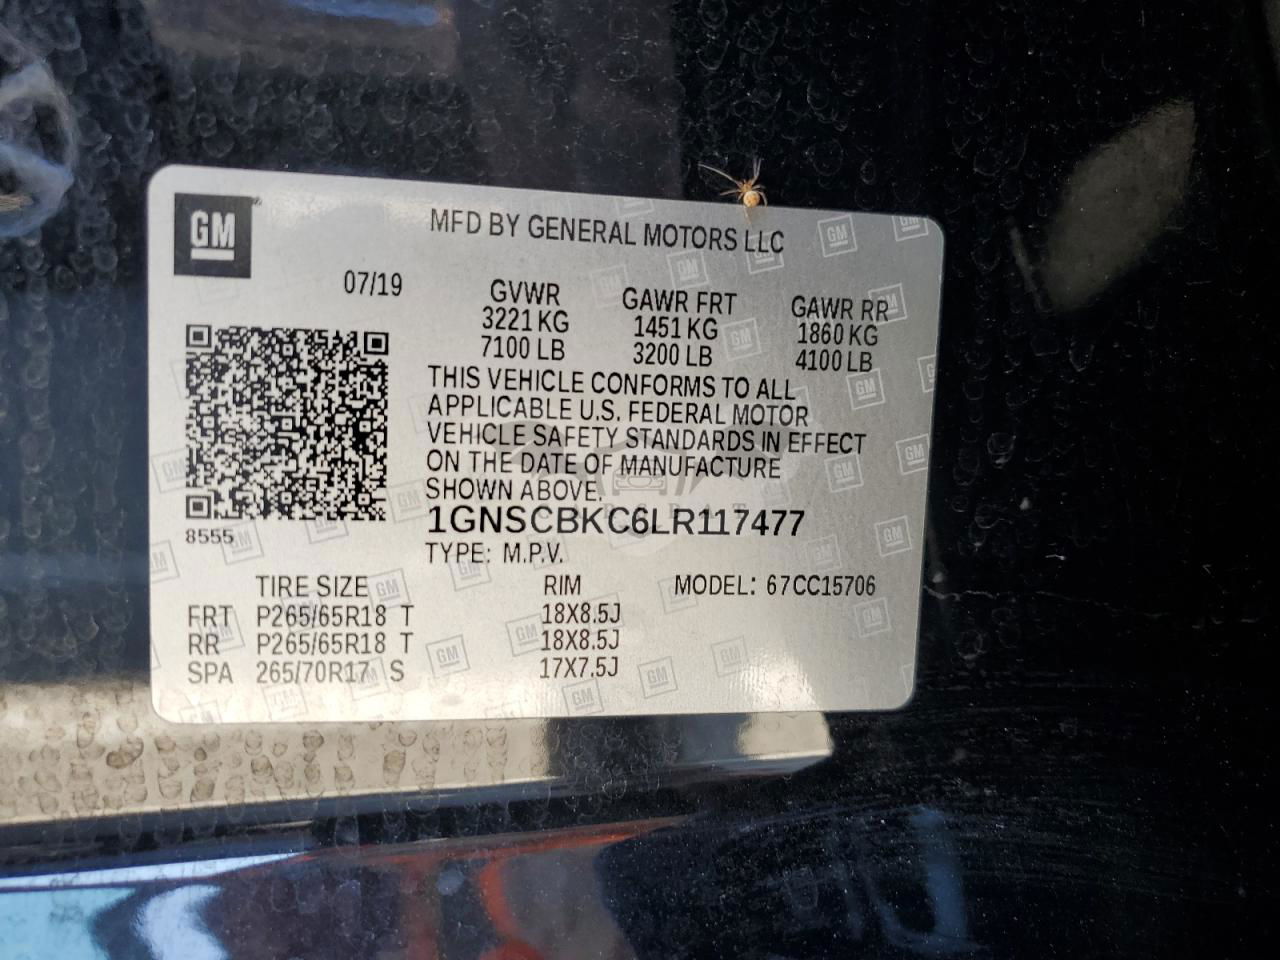 GM
MFD BY GENERAL MOTORS LLC
07/19
GVWR GAWR FRT GAWR RR
3221 KG 1451 KG 1860 KG
7100 LB 3200 LB 4100 LB
THIS VEHICLE CONFORMS TO ALL
APPLICABLE U.S. FEDERAL MOTOR
VEHICLE SAFETY STANDARDS IN EFFECT
ON THE DATE OF MANUFACTURE
SHOWN ABOVE.
1GNSCBKC6LR117477
8555
TYPE: M.P.V.
TIRE SIZE RIM MODEL: 67CC15706
FRT P265/65R18 T 18X8.5J
RR P265/65R18 T 18X8.5J
SPA 265/70R17 S 17X7.5J